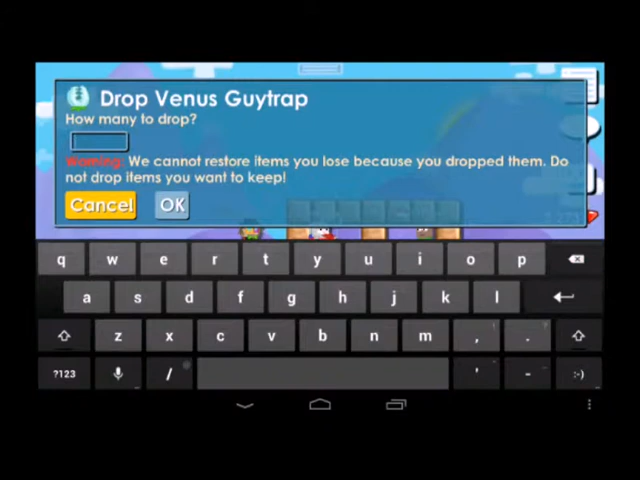 Drop Venus Guytrap
How many to drop?
Warning: We cannot restore items you lose because you dropped them. Do
not drop items you want to keep!
Cancel OK
q w e r t y u i o p
a s d f g h j k l
z x c v b n m , .
?123 / ' - :-)